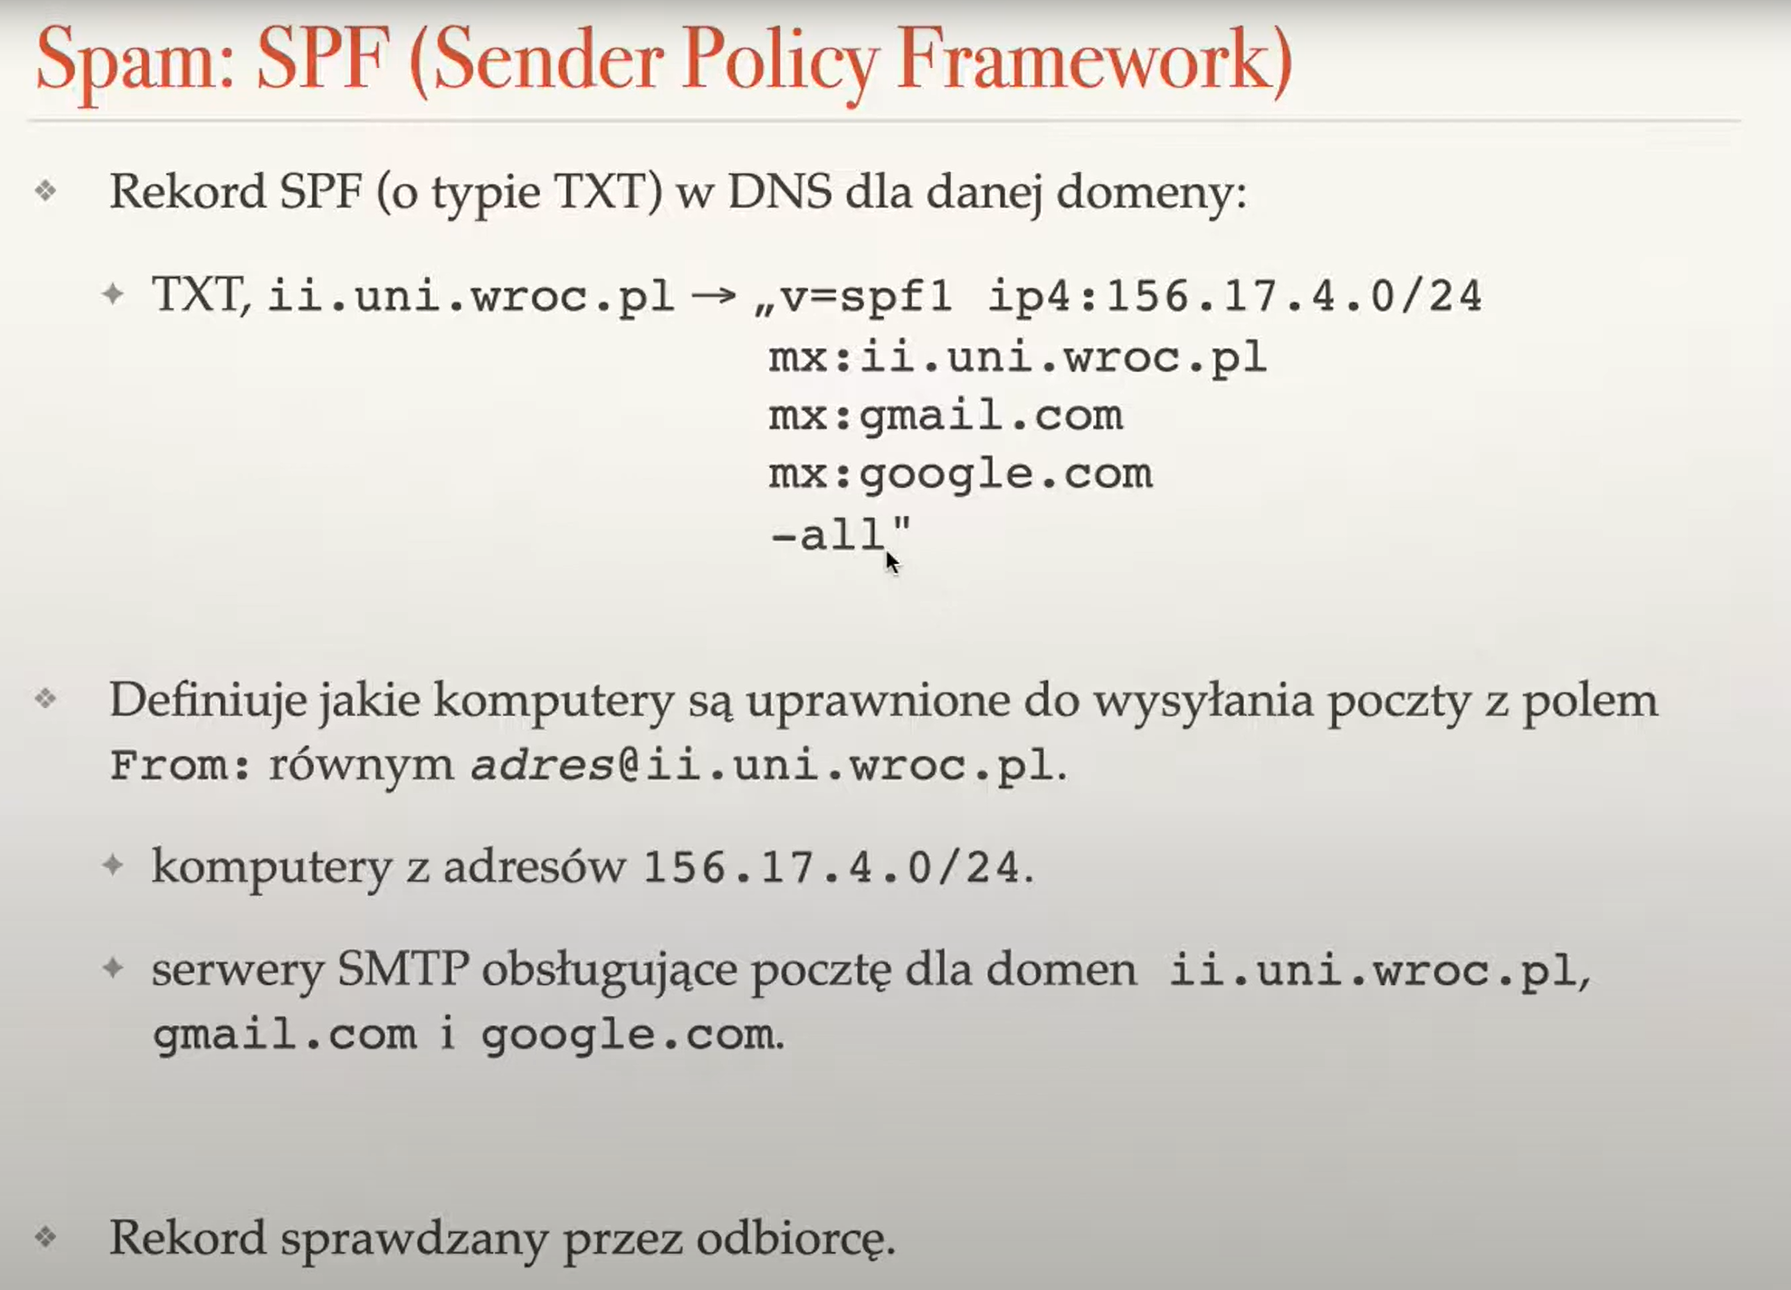 Spam: SPF (Sender Policy Framework)
Rekord SPF (o typie TXT) w DNS dla danej domeny:
TXT, ii.uni.wroc.pl → „v=spf1 ip4:156.17.4.0/24
mx:ii.uni.wroc.pl
mx:gmail.com
mx:google.com
-all"
Definiuje jakie komputery są uprawnione do wysyłania poczty z polem
From: równym adres@ii.uni.wroc.pl.
komputery z adresów 156.17.4.0/24.
serwery SMTP obsługujące pocztę dla domen ii.uni.wroc.pl,
gmail.com i google.com.
Rekord sprawdzany przez odbiorcę.